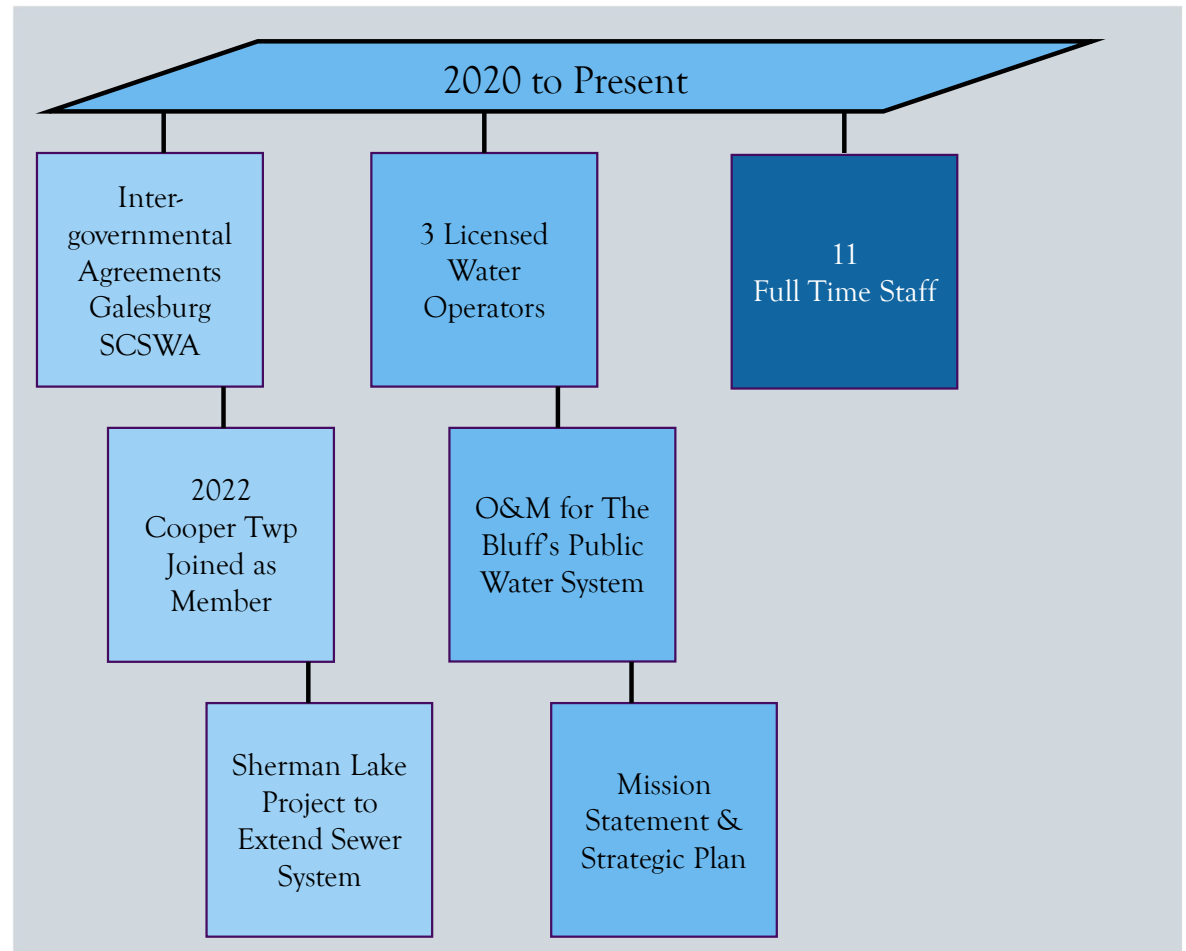 2020 to Present
Inter-
governmental
Agreements
Galesburg
SCSWA
3 Licensed
Water
Operators
11
Full Time Staff
2022
Cooper Twp
Joined as
Member
O&M for The
Bluff's Public
Water System
Sherman Lake
Project to
Extend Sewer
System
Mission
Statement &
Strategic Plan